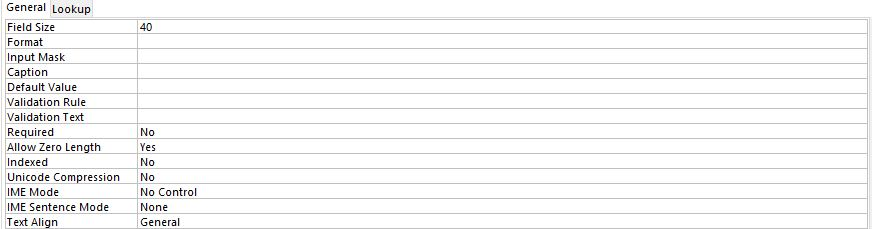 General Lookup
Field Size 40
Format
Input Mask
Caption
Default Value
Validation Rule
Validation Text
Required No
Allow Zero Length Yes
Indexed No
Unicode Compression No
IME Mode No Control
IME Sentence Mode None
Text Align General